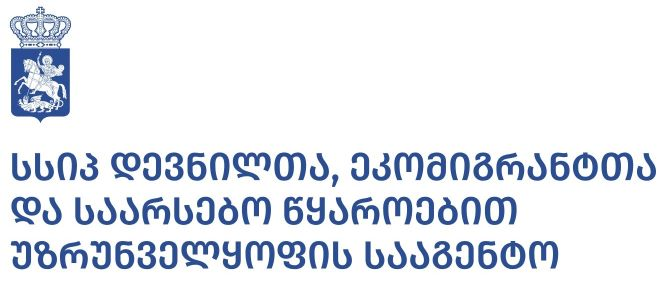 სსიპ დევნილთა, ეკომიგრანტთა
და საარსებო წყაროებით
უზრუნველყოფის სააგენტო